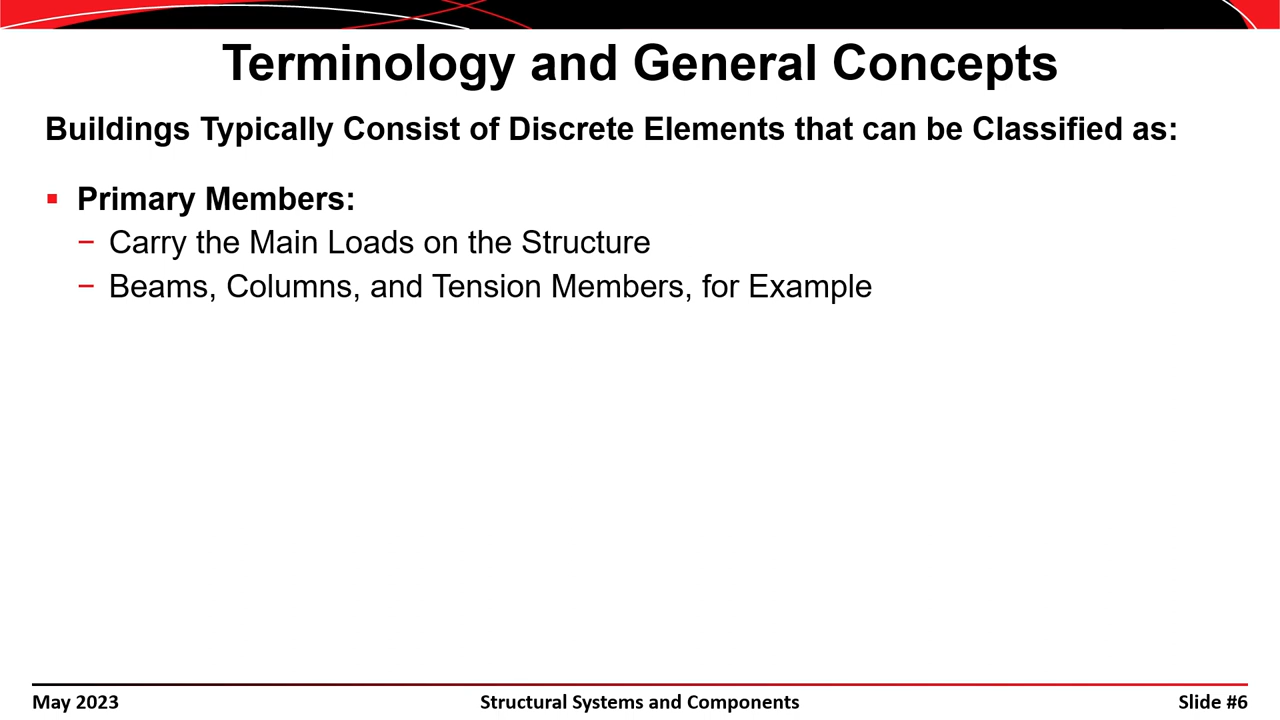 Terminology and General Concepts
Buildings Typically Consist of Discrete Elements that can be Classified as:
▪ Primary Members:
− Carry the Main Loads on the Structure
− Beams, Columns, and Tension Members, for Example
May 2023 Structural Systems and Components Slide #6